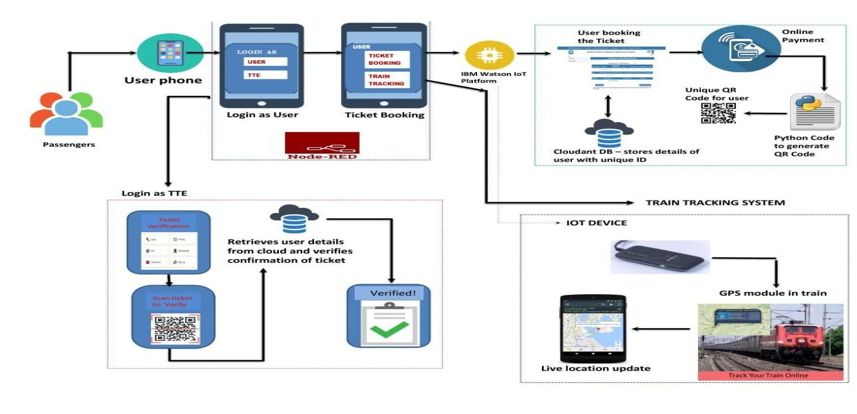 User phone
Passengers
LOGIN AS
USER
TTE
Login as User
USER
TICKET
BOOKING
TRAIN
TRACKING
Ticket Booking
Node-RED
IBM Watson IoT
Platform
User booking
the Ticket
Online
Payment
Unique QR
Code for user
Python Code
to generate
QR Code
Cloudant DB – stores details of
user with unique ID
Login as TTE
Ticket
verification
Scan ticket
to Verify
Retrieves user details
from cloud and verifies
confirmation of ticket
Verified!
TRAIN TRACKING SYSTEM
IOT DEVICE
GPS module in train
Track Your Train Online
Live location update